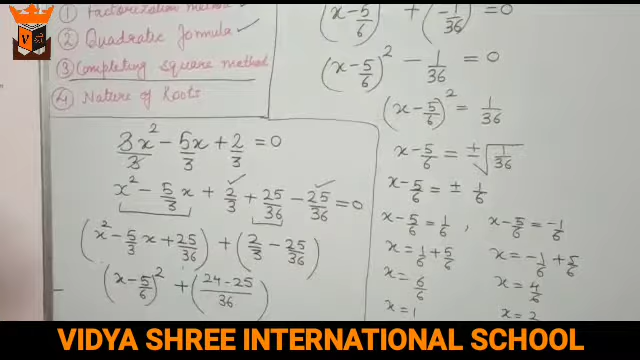 ① Factorization method ✓
② Quadratic formula ✓
③ Completing square method
④ Nature of Roots
3x²/3 - 5x/3 + 2/3 = 0
x² - 5/3 x + 2/3 + 25/36 - 25/36 = 0
(x² - 5/3 x + 25/36) + (2/3 - 25/36)
(x - 5/6)² + (24 - 25/36)
(x - 5/6)² + (-1/36) = 0
(x - 5/6)² - 1/36 = 0
(x - 5/6)² = 1/36
x - 5/6 = ±√(1/36)
x - 5/6 = ± 1/6
x - 5/6 = 1/6 , x - 5/6 = -1/6
x = 1/6 + 5/6 x = -1/6 + 5/6
x = 6/6 x = 4/6
x = 1 x = 2
VIDYA SHREE INTERNATIONAL SCHOOL